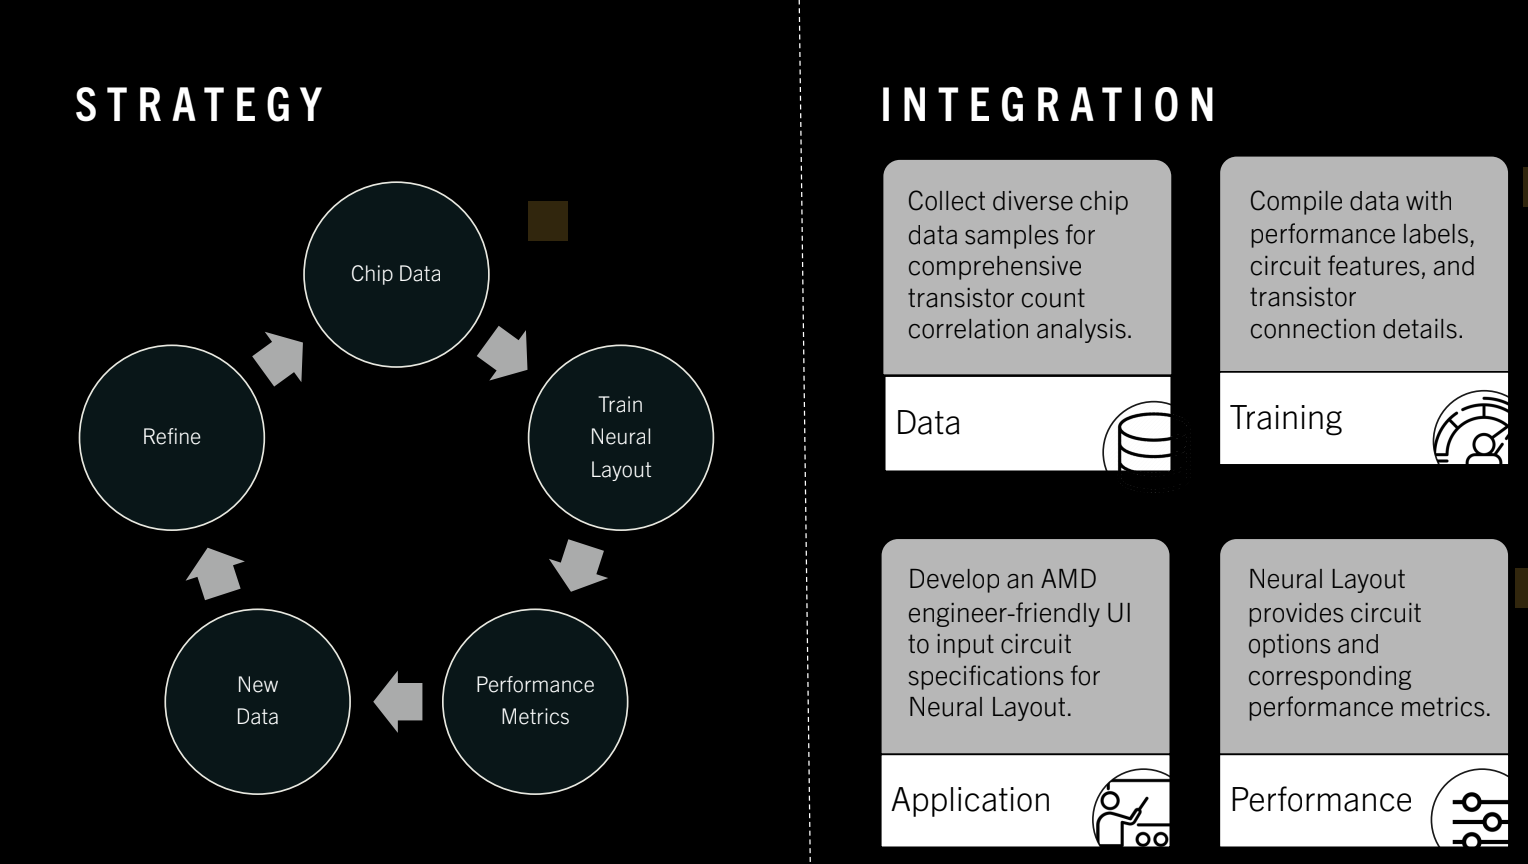 STRATEGY
Chip Data
Train
Neural
Layout
Performance
Metrics
New
Data
Refine
INTEGRATION
Collect diverse chip
data samples for
comprehensive
transistor count
correlation analysis.
Data
Compile data with
performance labels,
circuit features, and
transistor
connection details.
Training
Develop an AMD
engineer-friendly UI
to input circuit
specifications for
Neural Layout.
Application
Neural Layout
provides circuit
options and
corresponding
performance metrics.
Performance